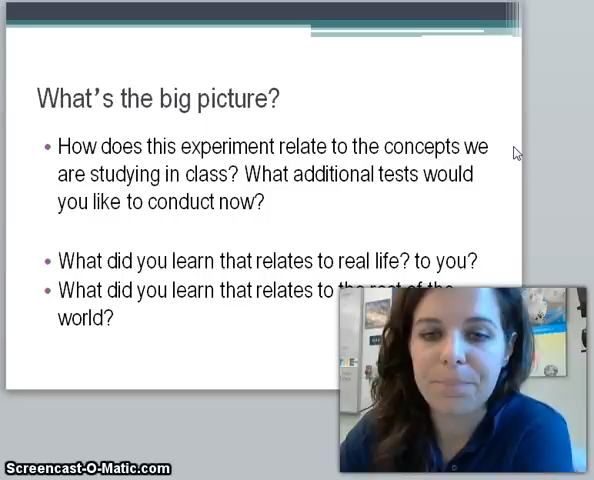 What's the big picture?
• How does this experiment relate to the concepts we
are studying in class? What additional tests would
you like to conduct now?
• What did you learn that relates to real life? to you?
• What did you learn that relates to the rest of the
world?
Screencast-O-Matic.com